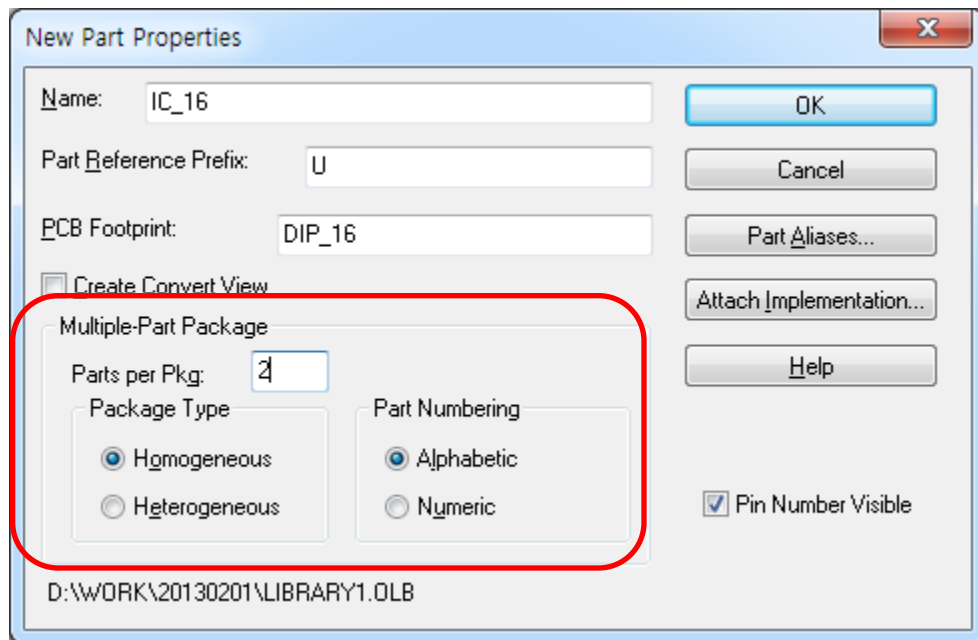 New Part Properties
Name: IC_16
OK
Part Reference Prefix: U
Cancel
PCB Footprint: DIP_16
Part Aliases...
Create Convert View
Attach Implementation...
Multiple-Part Package
Parts per Pkg: 2
Help
Package Type
Part Numbering
Homogeneous
Alphabetic
Heterogeneous
Numeric
Pin Number Visible
D:\WORK\20130201\LIBRARY1.OLB